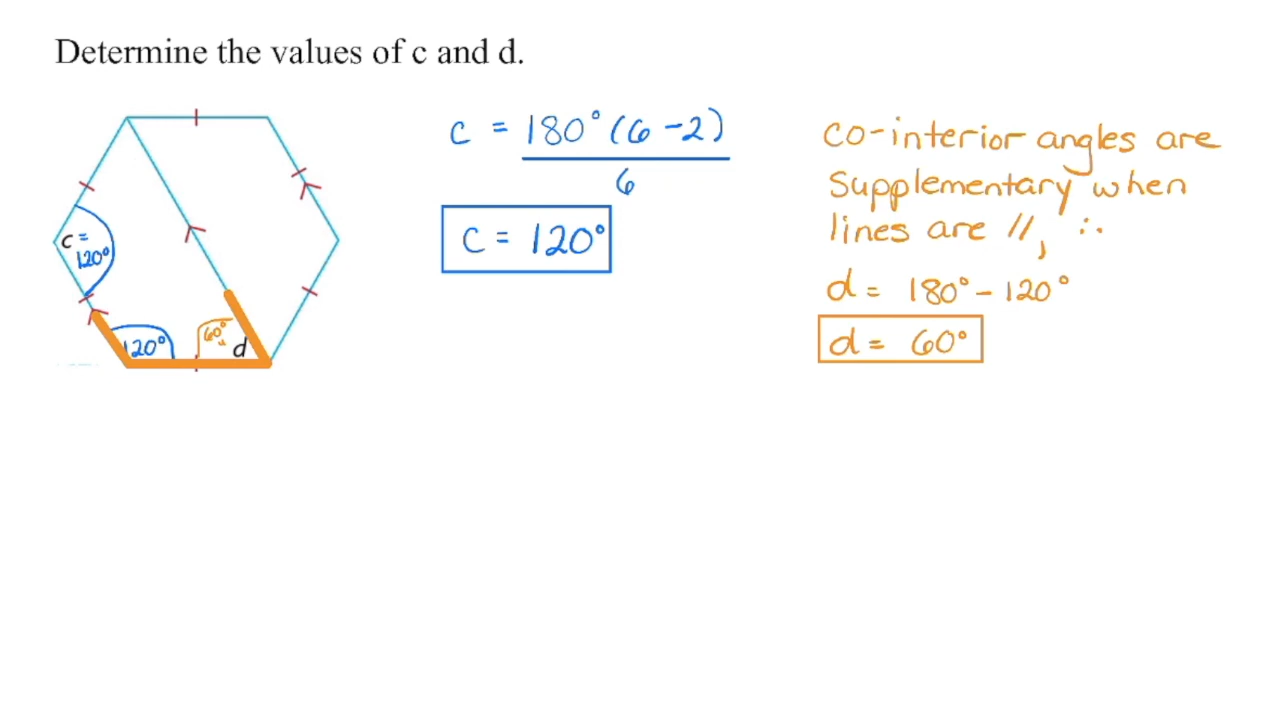 Determine the values of c and d.
c =
120°
120°
60°
d
c = 180°(6-2)
6
c = 120°
co-interior angles are
supplementary when
lines are //, ∴
d = 180° - 120°
d = 60°